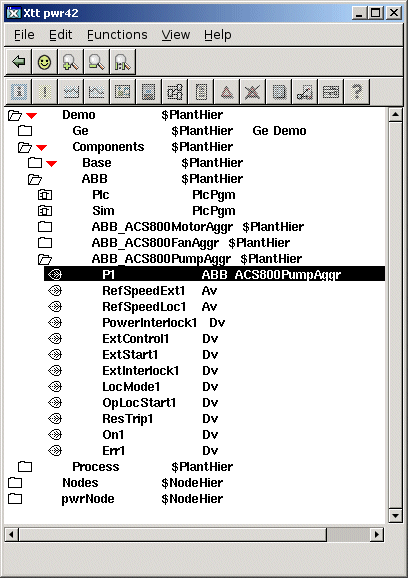 Xtt pwr42
File Edit Functions View Help
Demo $PlantHier
Ge $PlantHier Ge Demo
Components $PlantHier
Base $PlantHier
ABB $PlantHier
Plc PlcPgm
Sim PlcPgm
ABB_ACS800MotorAggr $PlantHier
ABB_ACS800FanAggr $PlantHier
ABB_ACS800PumpAggr $PlantHier
P1 ABB_ACS800PumpAggr
RefSpeedExt1 Av
RefSpeedLoc1 Av
PowerInterlock1 Dv
ExtControl1 Dv
ExtStart1 Dv
ExtInterlock1 Dv
LocMode1 Dv
OpLocStart1 Dv
ResTrip1 Dv
On1 Dv
Err1 Dv
Process $PlantHier
Nodes $NodeHier
pwrNode $NodeHier